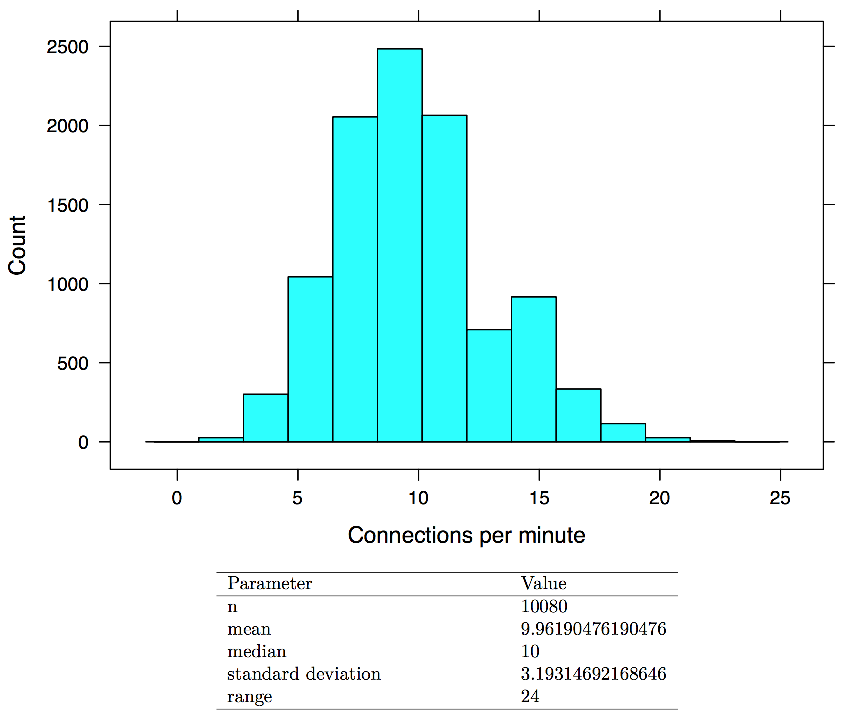 2500
2000
1500
1000
500
0
Count
0 5 10 15 20 25
Connections per minute
Parameter Value
n 10080
mean 9.96190476190476
median 10
standard deviation 3.19314692168646
range 24